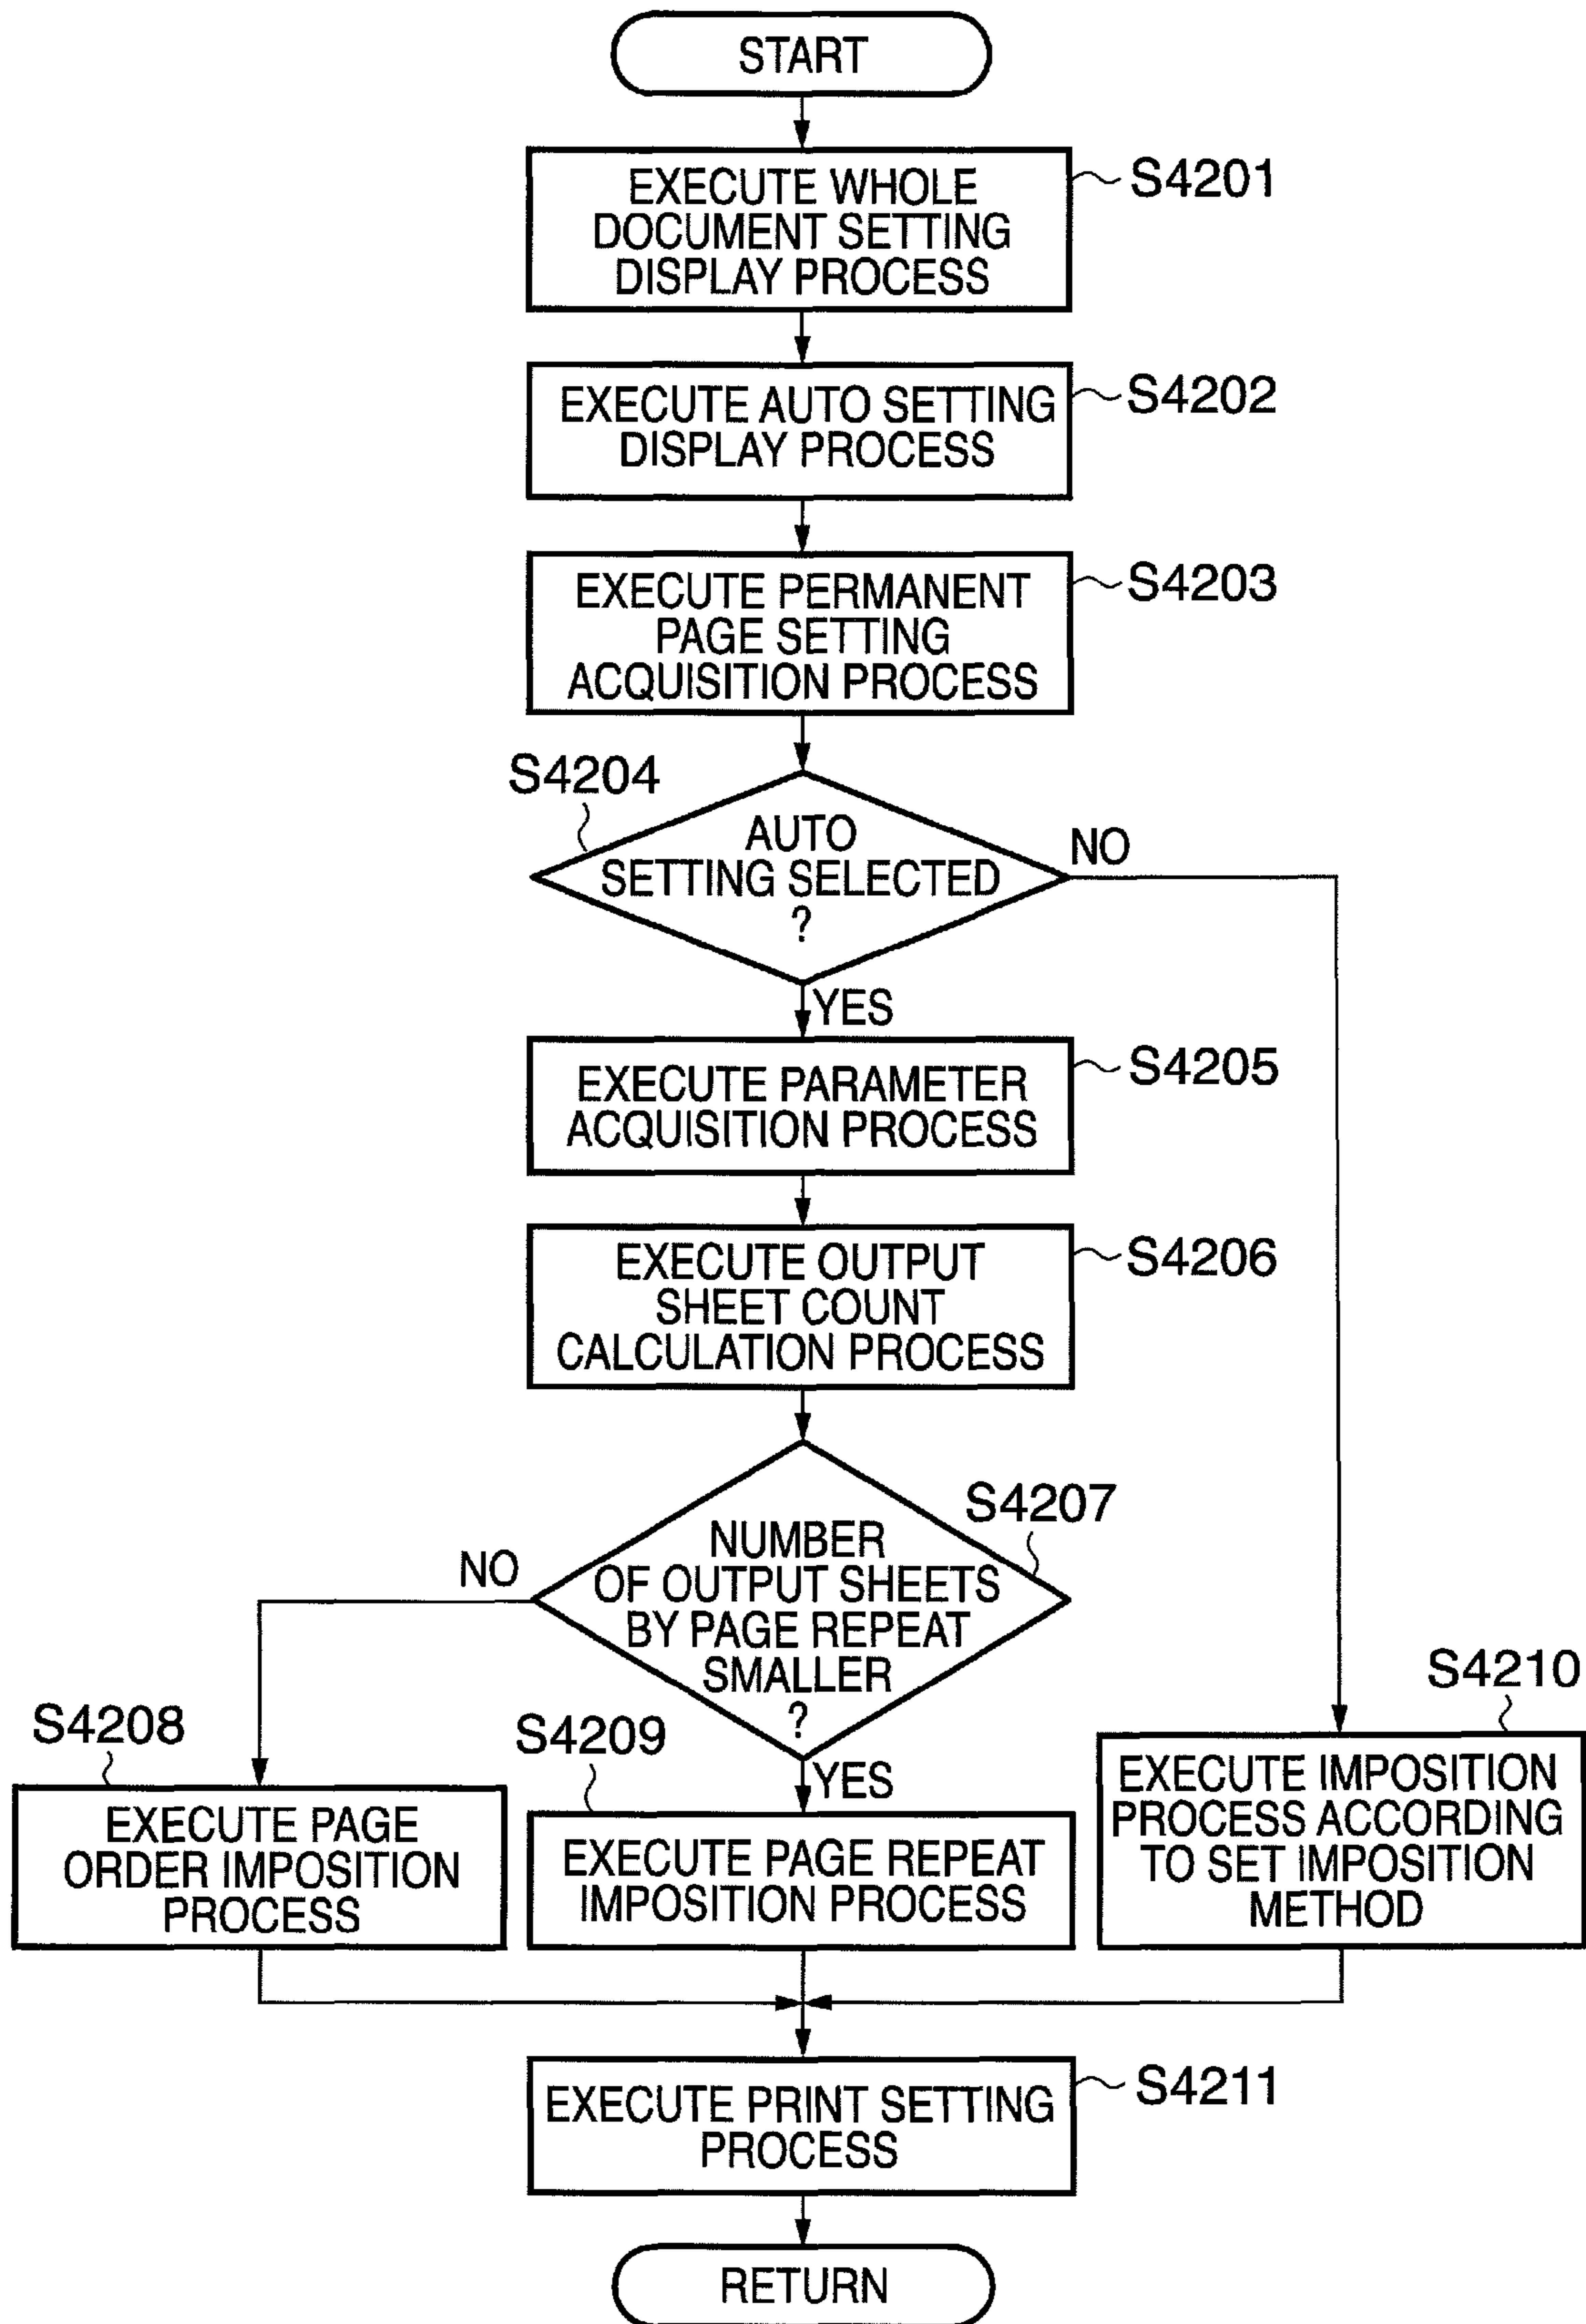 START
EXECUTE WHOLE
DOCUMENT SETTING
DISPLAY PROCESS
S4201
EXECUTE AUTO SETTING
DISPLAY PROCESS
S4202
EXECUTE PERMANENT
PAGE SETTING
ACQUISITION PROCESS
S4203
S4204
AUTO
SETTING SELECTED
?
NO
YES
EXECUTE PARAMETER
ACQUISITION PROCESS
S4205
EXECUTE OUTPUT
SHEET COUNT
CALCULATION PROCESS
S4206
S4207
NUMBER
OF OUTPUT SHEETS
BY PAGE REPEAT
SMALLER
?
NO
YES
S4208
EXECUTE PAGE
ORDER IMPOSITION
PROCESS
S4209
EXECUTE PAGE REPEAT
IMPOSITION PROCESS
S4210
EXECUTE IMPOSITION
PROCESS ACCORDING
TO SET IMPOSITION
METHOD
EXECUTE PRINT SETTING
PROCESS
S4211
RETURN